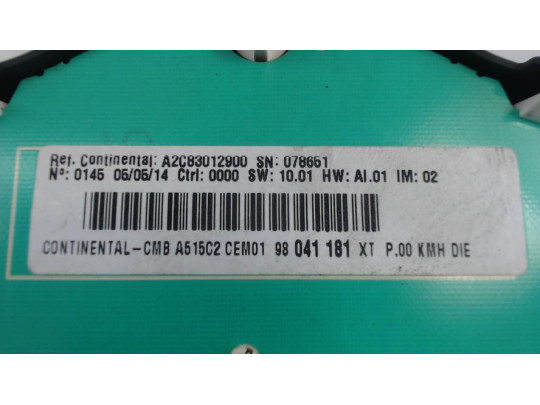 Ref. Continental: A2C83012900 SN: 078651
Nº: 0145 05/05/14 Ctrl: 0000 SW: 10.01 HW: AI.01 IM: 02
CONTINENTAL-CMB A515C2 CEM01 98 041 181 XT P.00 KMH DIE